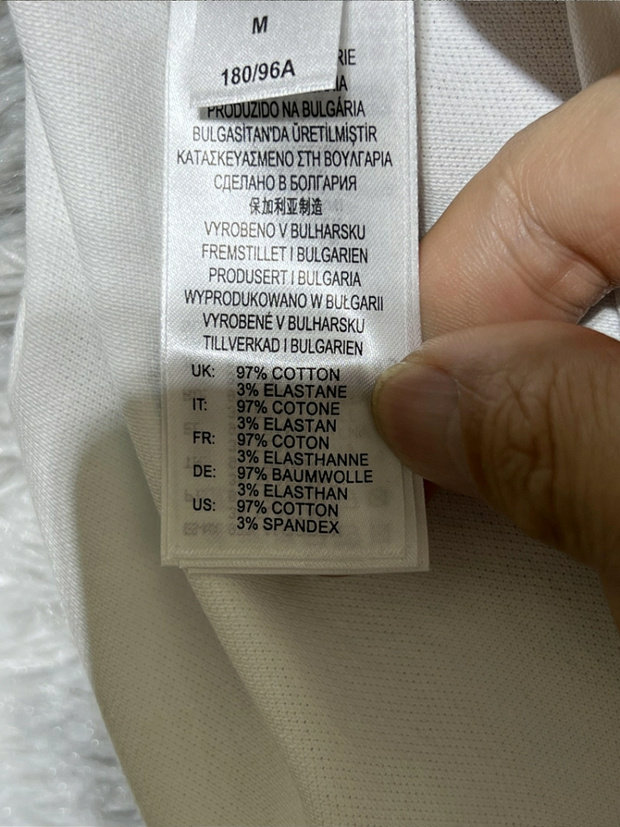 M
180/96A
RIE
IA
PRODUZIDO NA BULGÁRIA
BULGASİTAN'DA ÜRETİLMİŞTİR
ΚΑΤΑΣΚΕΥΑΣΜΕΝΟ ΣΤΗ ΒΟΥΛΓΑΡΙΑ
СДЕЛАНО В БОЛГАРИЯ
保加利亚制造
VYROBENO V BULHARSKU
FREMSTILLET I BULGARIEN
PRODUSERT I BULGARIA
WYPRODUKOWANO W BUŁGARII
VYROBENÉ V BULHARSKU
TILLVERKAD I BULGARIEN
UK: 97% COTTON
3% ELASTANE
IT: 97% COTONE
3% ELASTAN
FR: 97% COTON
3% ELASTHANNE
DE: 97% BAUMWOLLE
3% ELASTHAN
US: 97% COTTON
3% SPANDEX